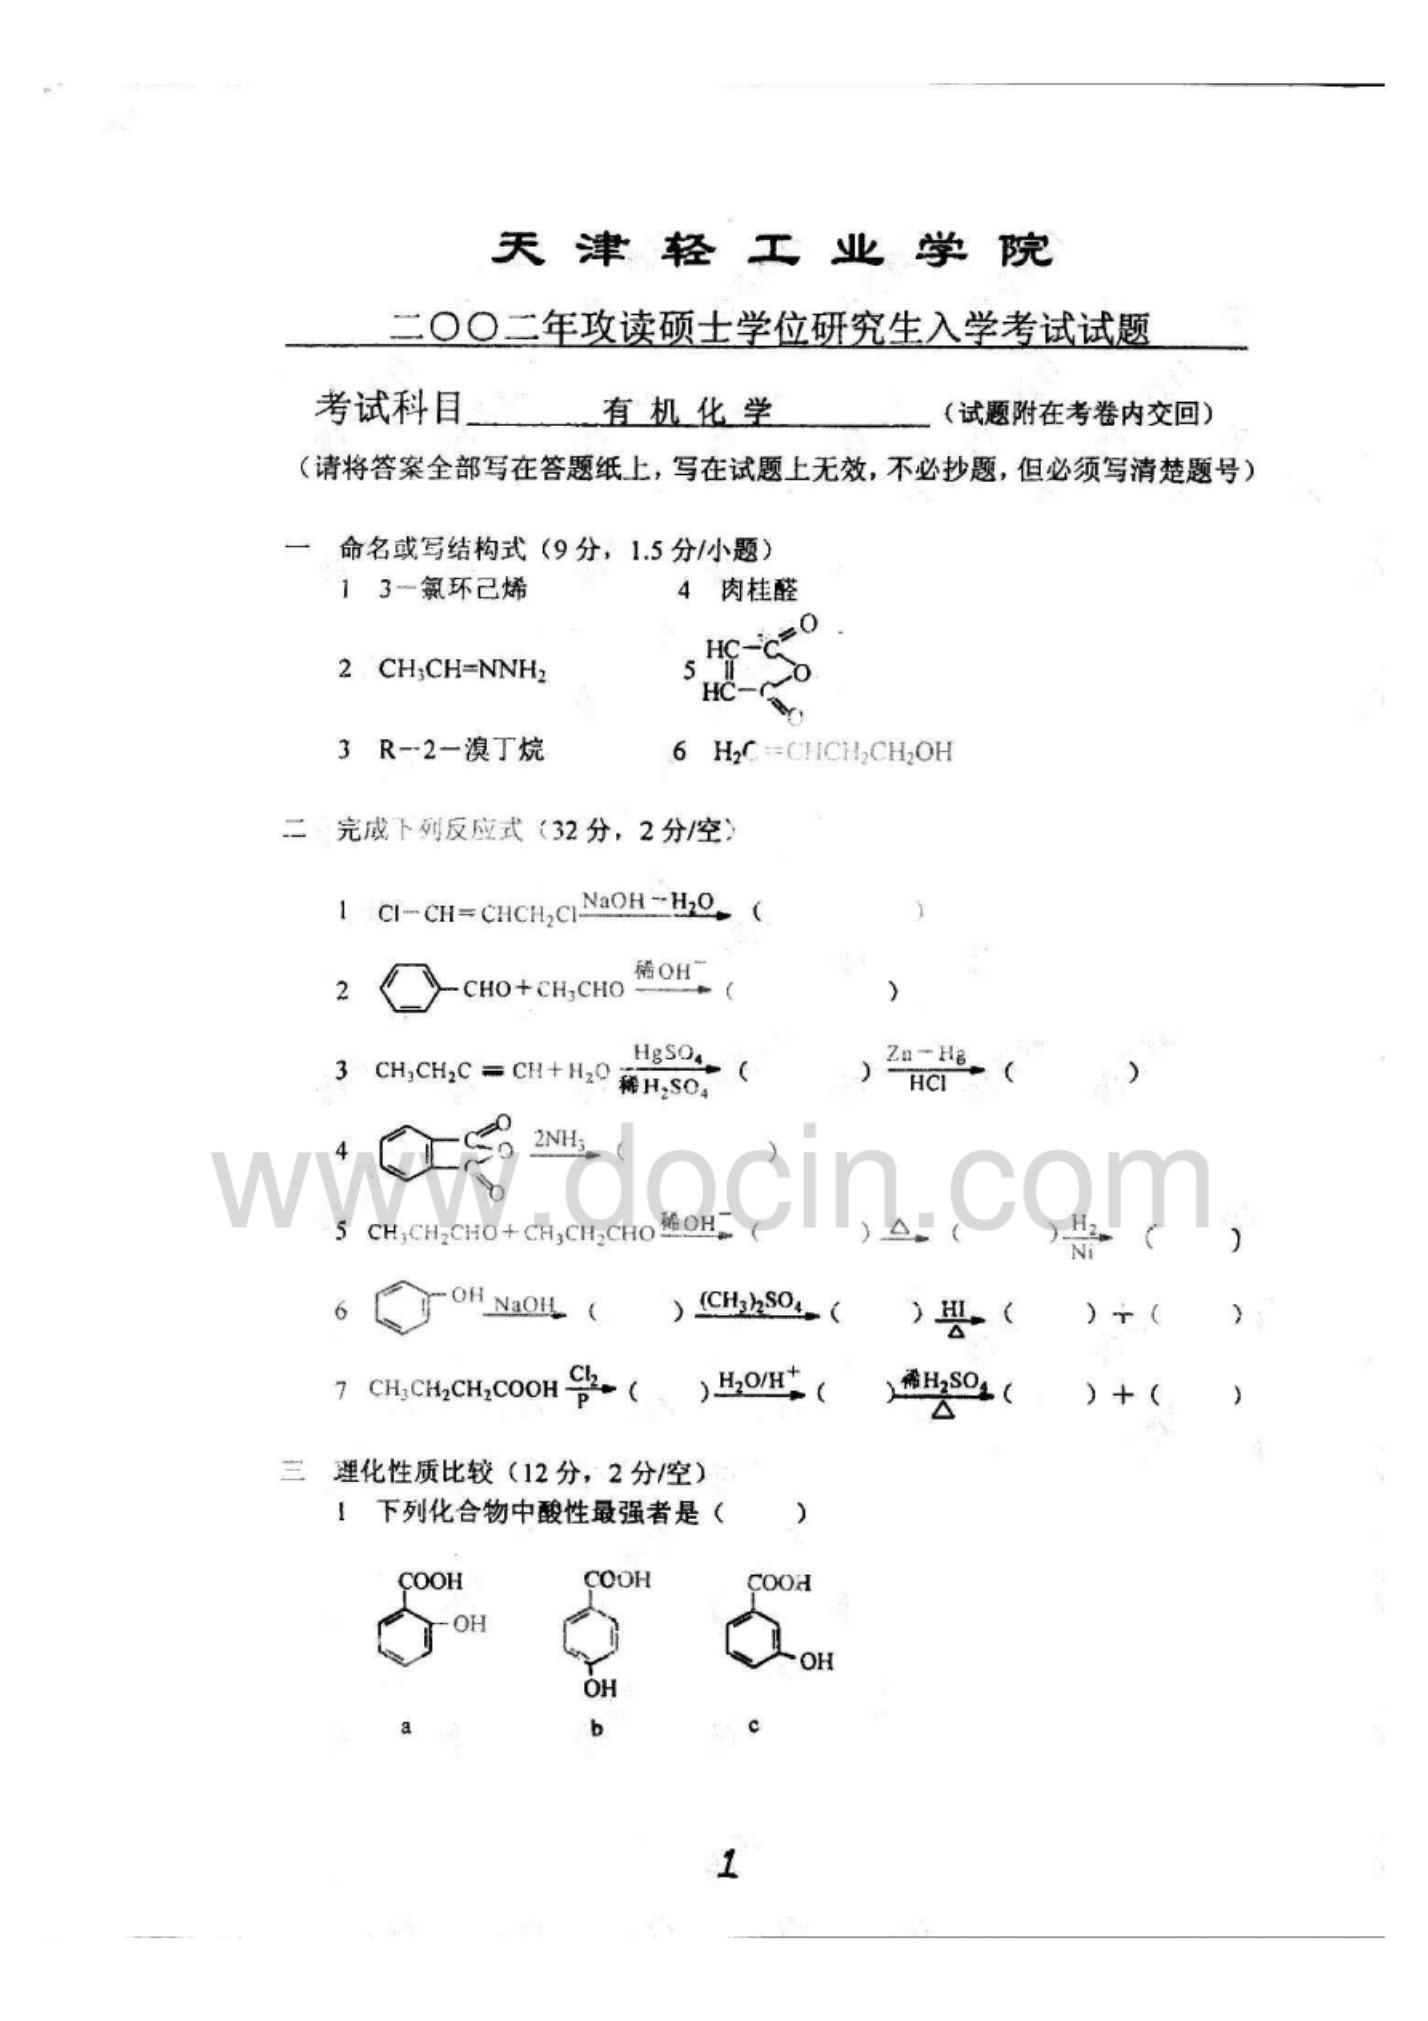 天津轻工业学院
二〇〇二年攻读硕士学位研究生入学考试试题
考试科目 有机化学 （试题附在考卷内交回）
（请将答案全部写在答题纸上，写在试题上无效，不必抄题，但必须写清楚题号）
一 命名或写结构式（9分，1.5分/小题）
1 3－氯环己烯 4 肉桂醛
2 CH₃CH=NNH₂ 5 HC－C O O HC－C O
3 R－2－溴丁烷 6 H₂C=CHCH₂CH₂OH
二 完成下列反应式（32分，2分/空）
1 Cl－CH=CHCH₂Cl NaOH－H₂O （ ）
2 －CHO＋CH₃CHO 稀OH⁻ （ ）
3 CH₃CH₂C≡CH＋H₂O HgSO₄ 稀H₂SO₄ （ ） Zn－Hg HCl （ ）
4 C O O C O 2NH₃ （ ）
www.docin.com
5 CH₃CH₂CHO＋CH₃CH₂CHO 稀OH⁻ （ ） △ （ ） H₂ Ni （ ）
6 OH NaOH （ ） (CH₃)₂SO₄ （ ） HI △ （ ）＋（ ）
7 CH₃CH₂CH₂COOH Cl₂ P （ ） H₂O/H⁺ （ ） 稀H₂SO₄ △ （ ）＋（ ）
三 理化性质比较（12分，2分/空）
1 下列化合物中酸性最强者是（ ）
COOH COOH COOH
OH OH OH
a b c
1